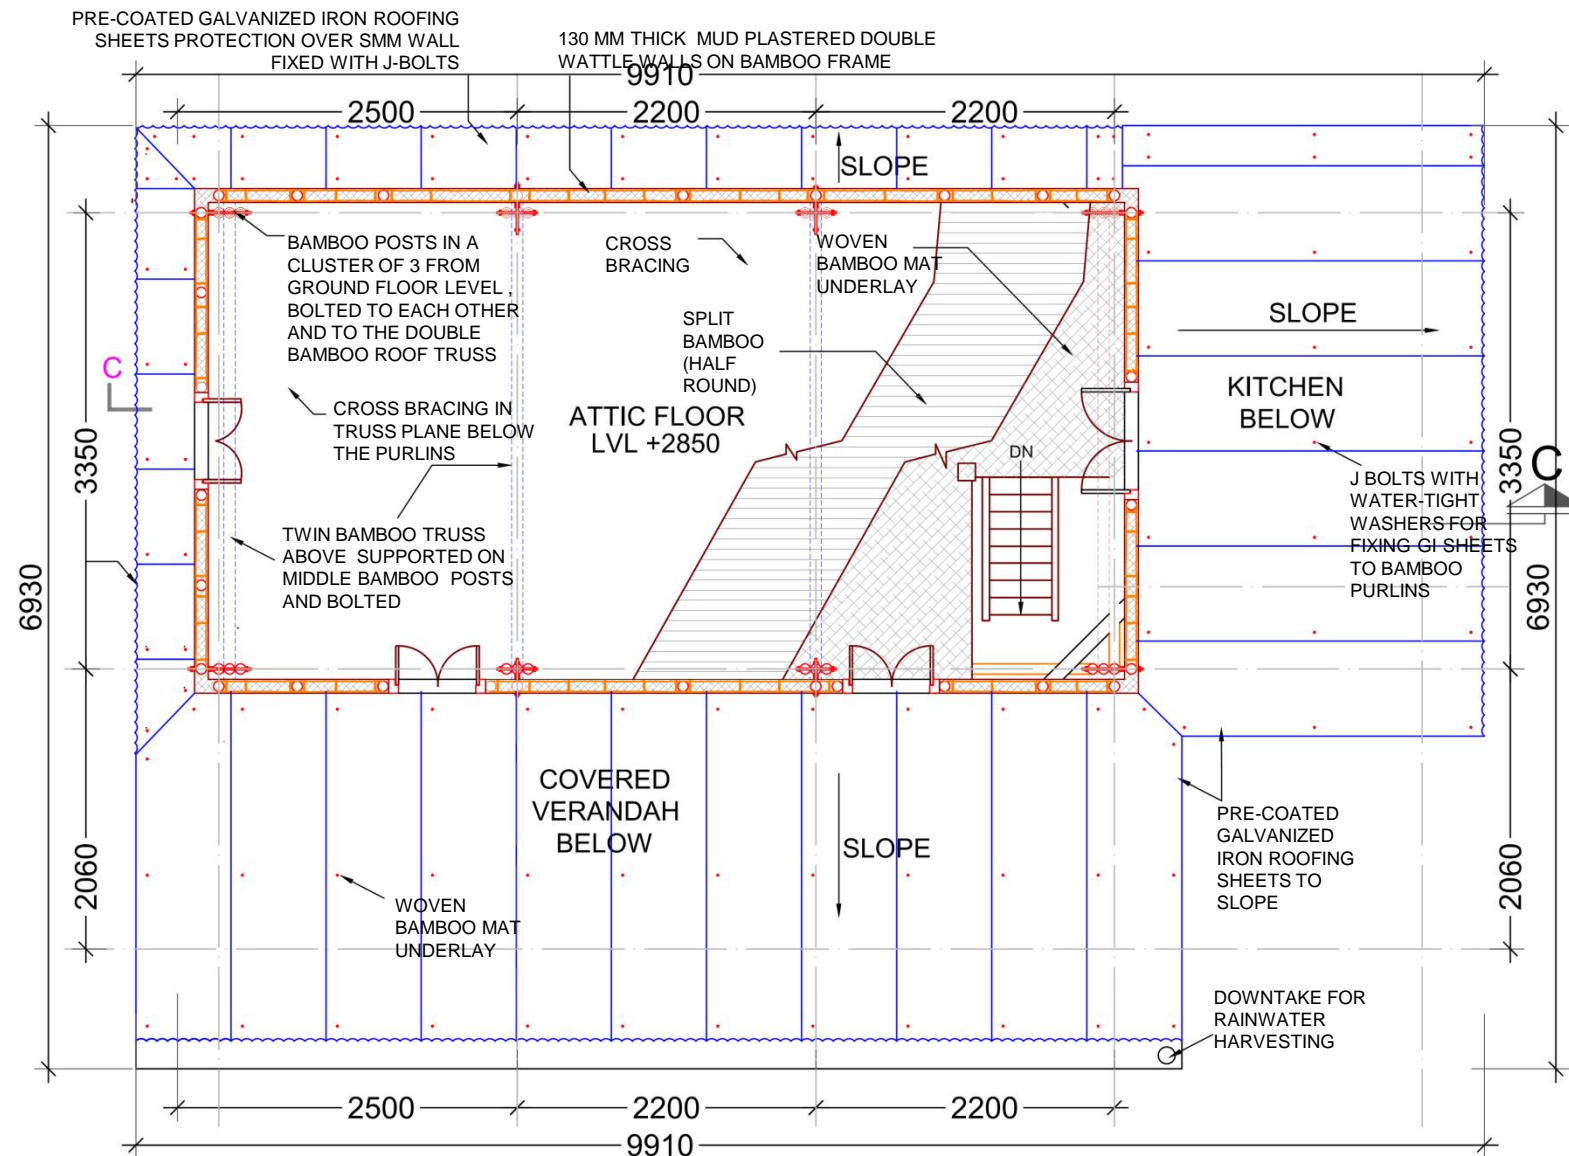 PRE-COATED GALVANIZED IRON ROOFING
SHEETS PROTECTION OVER SMM WALL
FIXED WITH J-BOLTS
130 MM THICK MUD PLASTERED DOUBLE
WATTLE WALLS ON BAMBOO FRAME
9910
2500
2200
2200
SLOPE
BAMBOO POSTS IN A
CLUSTER OF 3 FROM
GROUND FLOOR LEVEL ,
BOLTED TO EACH OTHER
AND TO THE DOUBLE
BAMBOO ROOF TRUSS
CROSS
BRACING
WOVEN
BAMBOO MAT
UNDERLAY
SPLIT
BAMBOO
(HALF
ROUND)
SLOPE
C
CROSS BRACING IN
TRUSS PLANE BELOW
THE PURLINS
ATTIC FLOOR
LVL +2850
KITCHEN
BELOW
DN
3350
3350
C
J BOLTS WITH
WATER-TIGHT
WASHERS FOR
FIXING GI SHEETS
TO BAMBOO
PURLINS
TWIN BAMBOO TRUSS
ABOVE SUPPORTED ON
MIDDLE BAMBOO POSTS
AND BOLTED
6930
6930
COVERED
VERANDAH
BELOW
SLOPE
PRE-COATED
GALVANIZED
IRON ROOFING
SHEETS TO
SLOPE
2060
2060
WOVEN
BAMBOO MAT
UNDERLAY
DOWNTAKE FOR
RAINWATER
HARVESTING
2500
2200
2200
9910